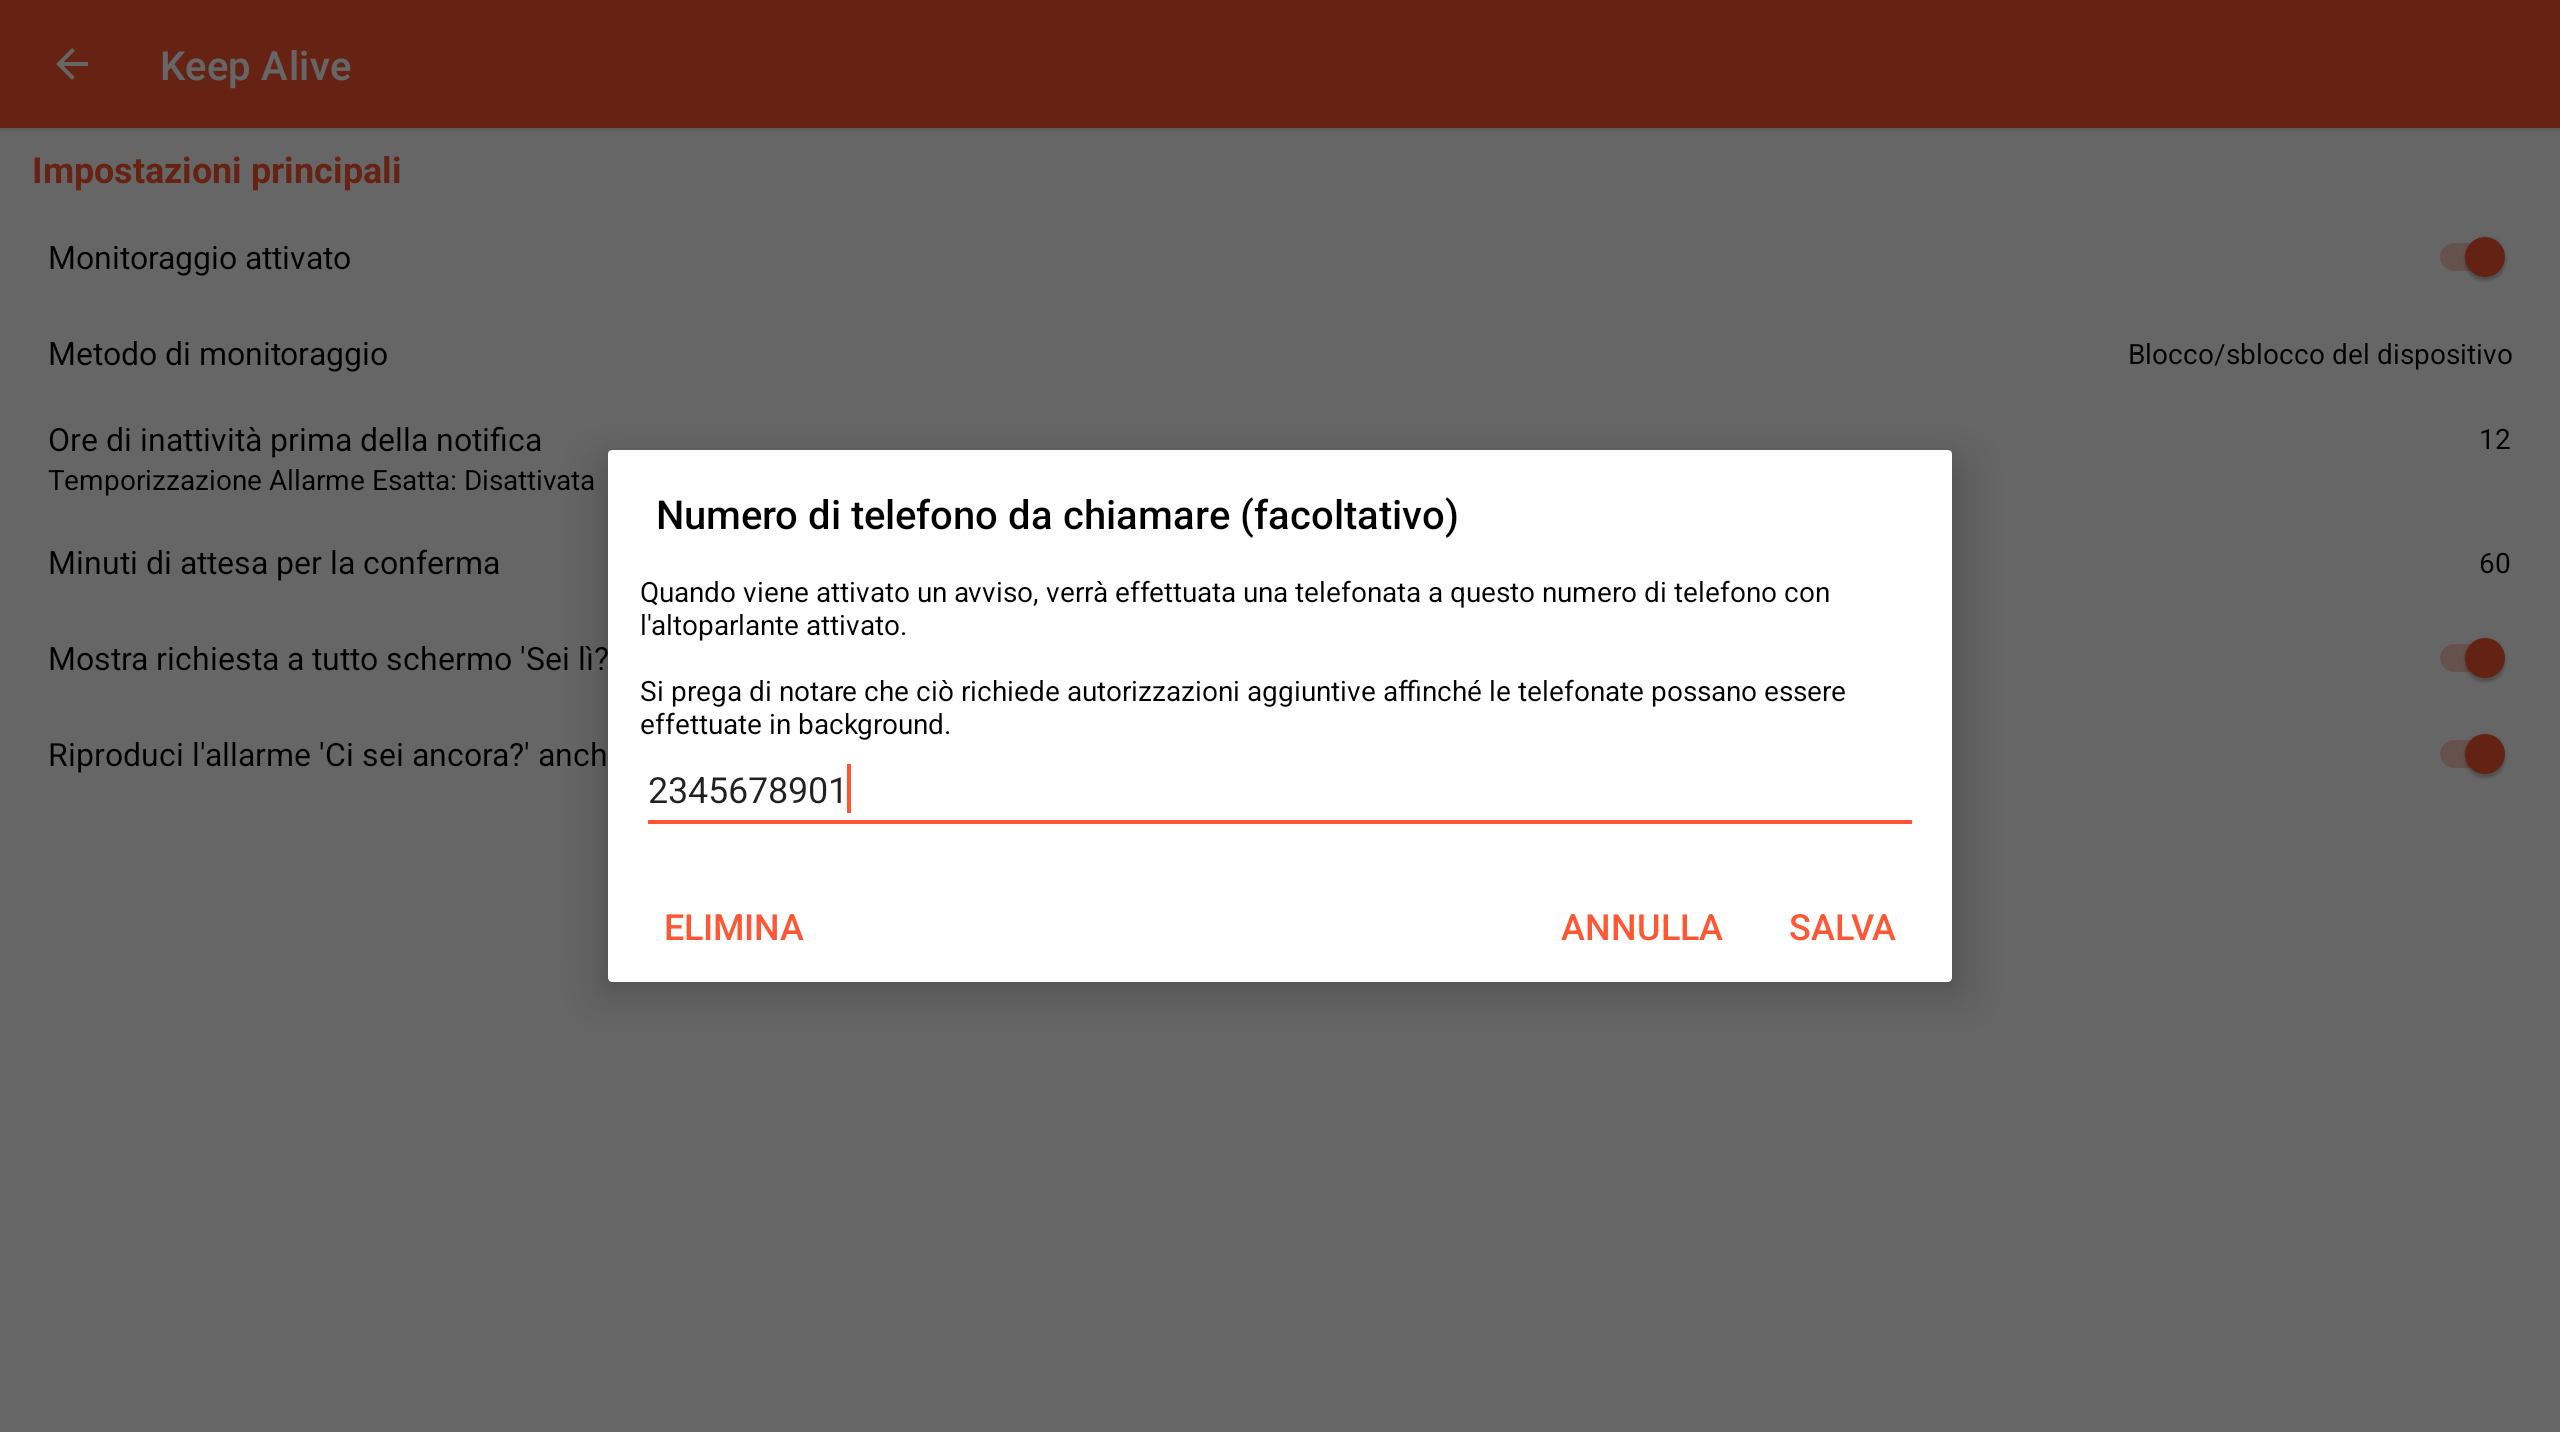 Keep Alive
Impostazioni principali
Monitoraggio attivato
Metodo di monitoraggio
Blocco/sblocco del dispositivo
Ore di inattività prima della notifica
12
Temporizzazione Allarme Esatta: Disattivata
Minuti di attesa per la conferma
60
Mostra richiesta a tutto schermo 'Sei lì?
Riproduci l'allarme 'Ci sei ancora?' anch
Numero di telefono da chiamare (facoltativo)
Quando viene attivato un avviso, verrà effettuata una telefonata a questo numero di telefono con
l'altoparlante attivato.
Si prega di notare che ciò richiede autorizzazioni aggiuntive affinché le telefonate possano essere
effettuate in background.
2345678901
ELIMINA
ANNULLA
SALVA